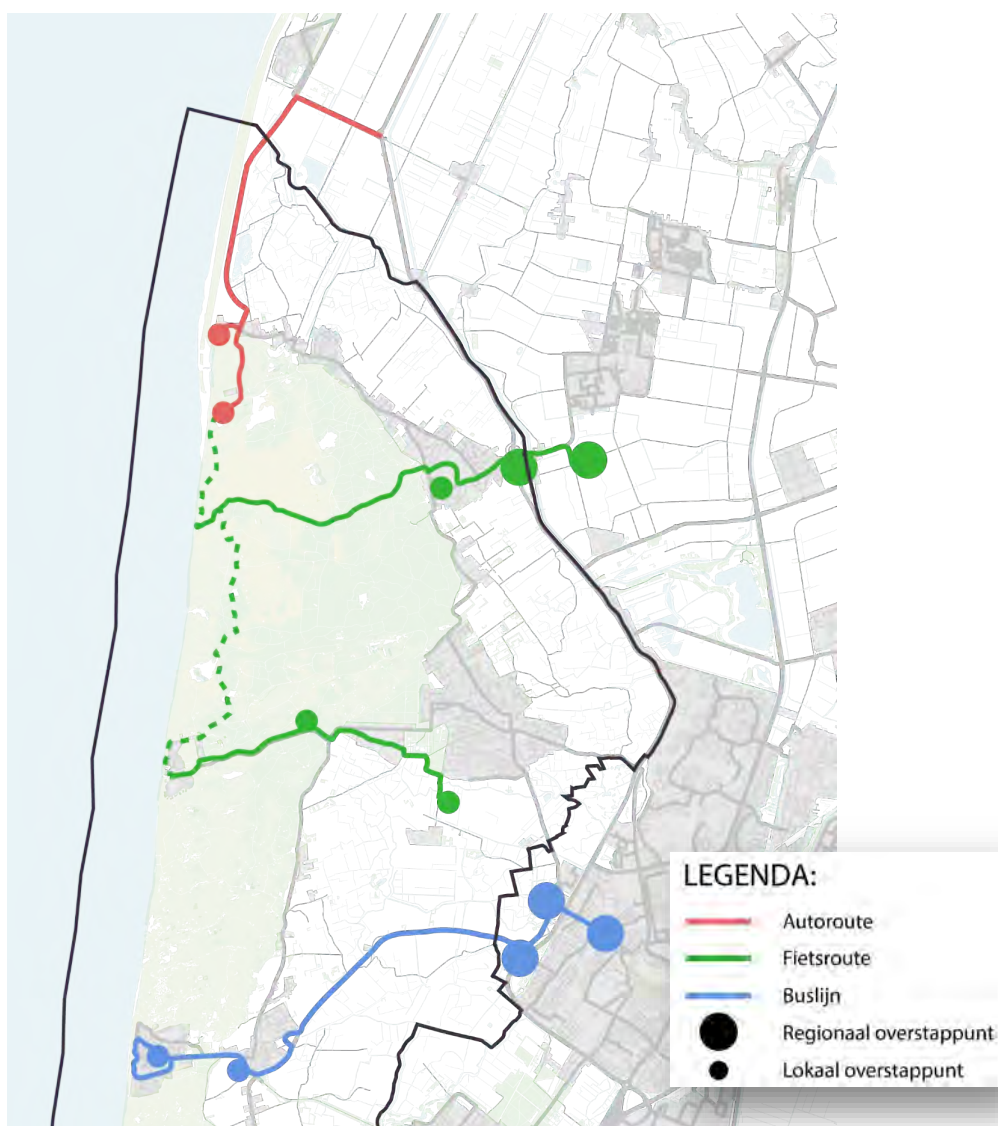 LEGENDA:
Autoroute
Fietsroute
Buslijn
Regionaal overstappunt
Lokaal overstappunt